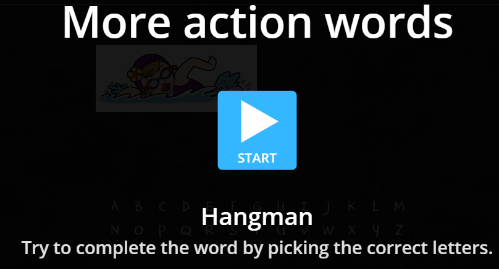 More action words
START
A B C D E F G H I J K L M
N O P Q R S T U V W X Y Z
Hangman
Try to complete the word by picking the correct letters.